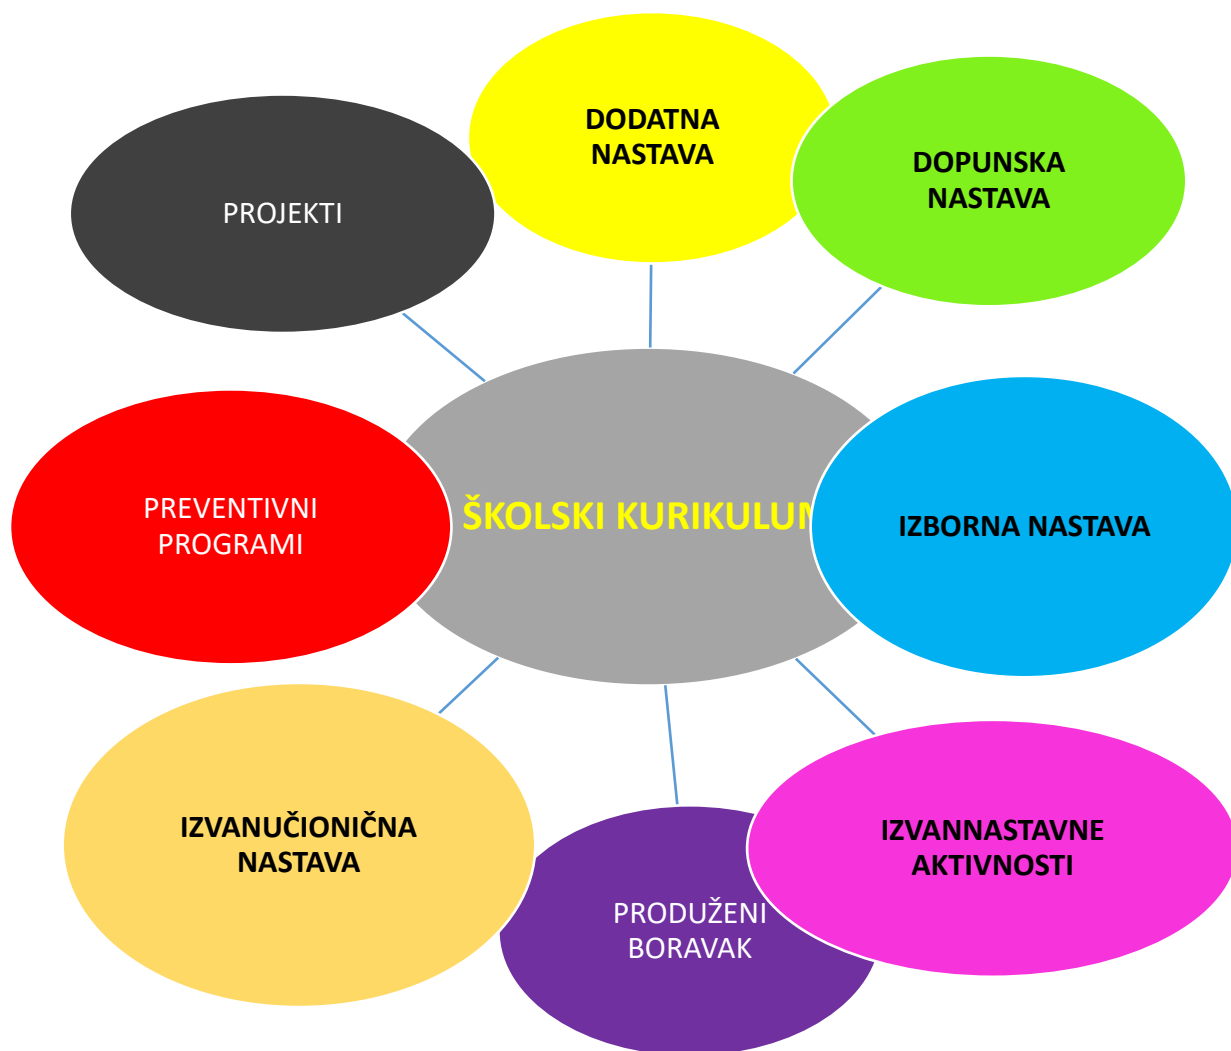 DODATNA
NASTAVA
DOPUNSKA
NASTAVA
PROJEKTI
ŠKOLSKI KURIKULUM
IZBORNA NASTAVA
PREVENTIVNI
PROGRAMI
IZVANUČIONIČNA
NASTAVA
IZVANNASTAVNE
AKTIVNOSTI
PRODUŽENI
BORAVAK